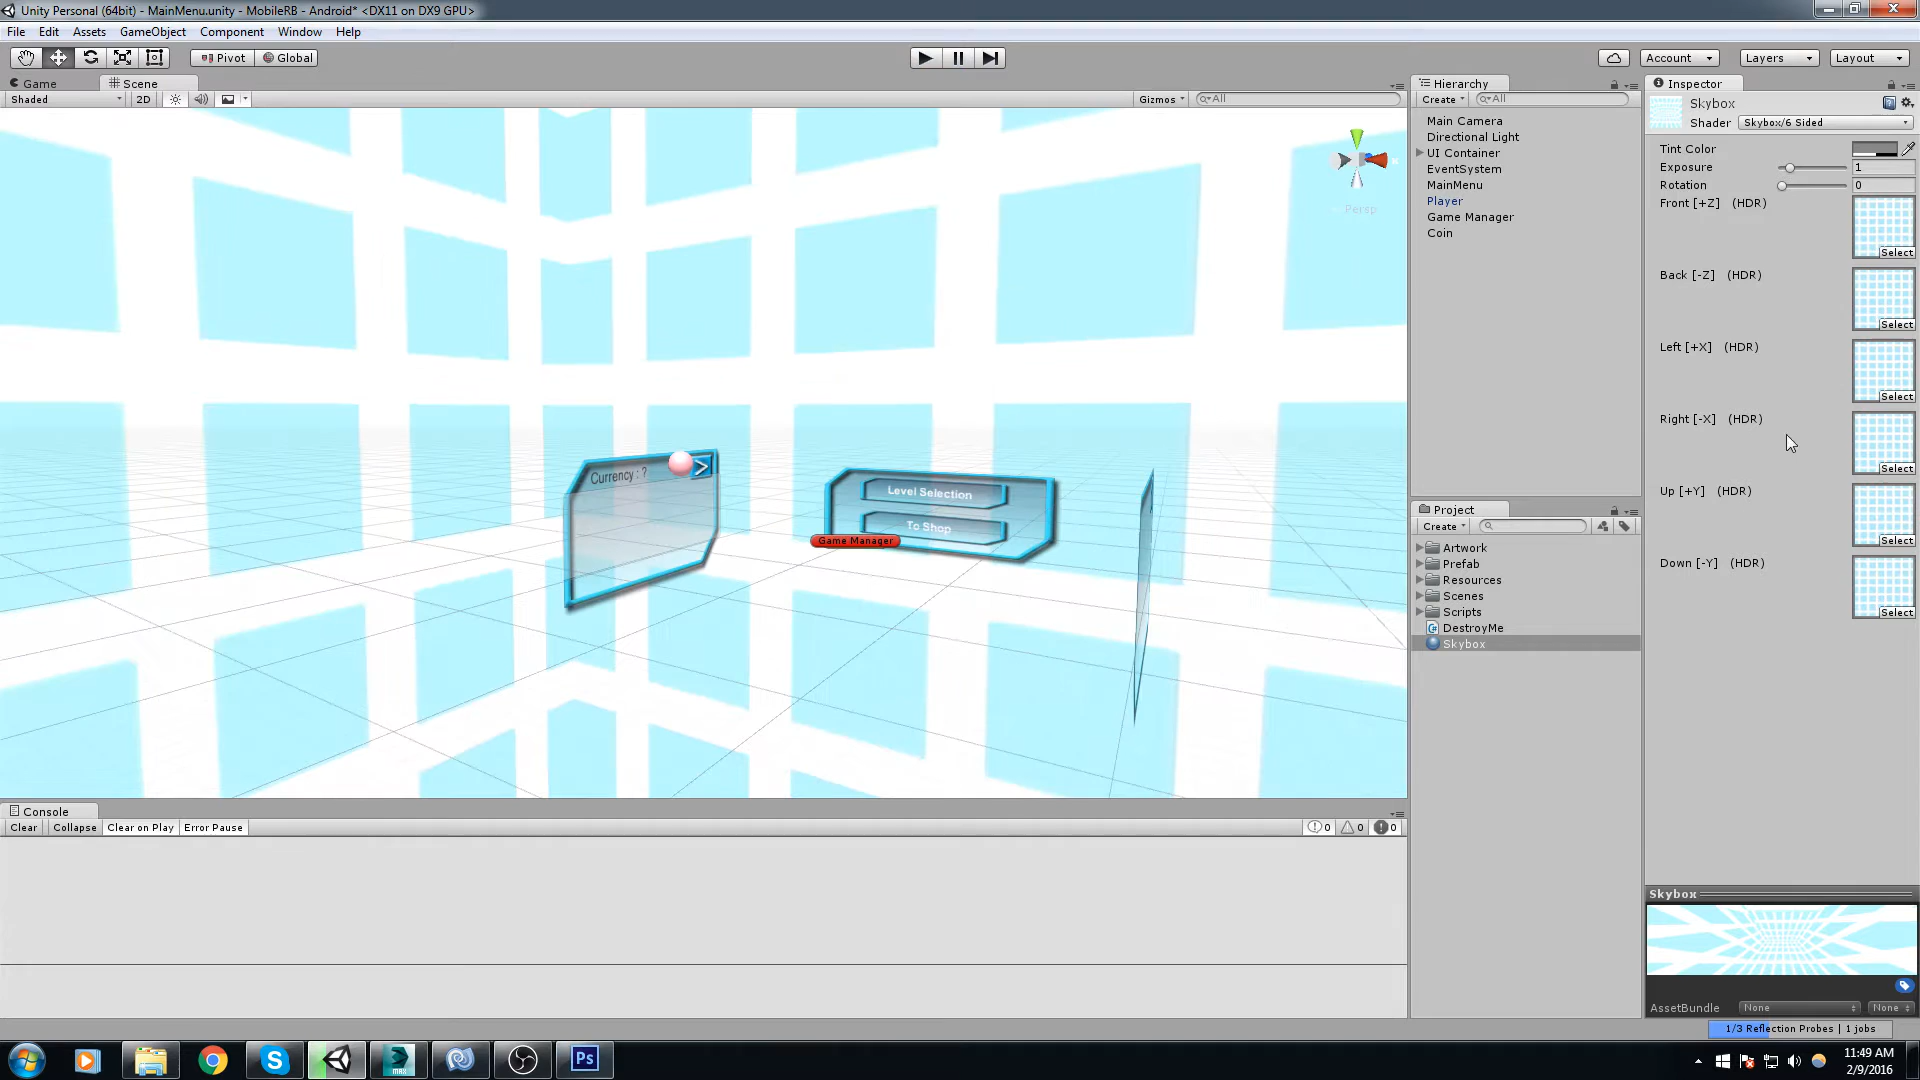 Unity Personal (64bit) - MainMenu.unity - MobileRB - Android* <DX11 on DX9 GPU>
File Edit Assets GameObject Component Window Help
Pivot Global Account Layers Layout
Game Scene
Shaded 2D Gizmos All
Persp
Currency : ? >
Level Selection
To Shop
Game Manager
Console
Clear Collapse Clear on Play Error Pause 0 0 0
Hierarchy
Create All
Main Camera
Directional Light
UI Container
EventSystem
MainMenu
Player
Game Manager
Coin
Project
Create
Artwork
Prefab
Resources
Scenes
Scripts
DestroyMe
Skybox
Inspector
Skybox
Shader Skybox/6 Sided
Tint Color
Exposure 1
Rotation 0
Front [+Z] (HDR)
Select
Back [-Z] (HDR)
Select
Left [+X] (HDR)
Select
Right [-X] (HDR)
Select
Up [+Y] (HDR)
Select
Down [-Y] (HDR)
Select
Skybox
AssetBundle None None
1/3 Reflection Probes | 1 jobs
MAX
Ps
11:49 AM
2/9/2016